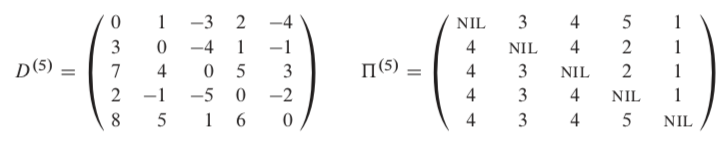 0 1 −3 2 −4 NIL 3 4 5 1
3 0 −4 1 −1 4 NIL 4 2 1
D(5) = 7 4 0 5 3 Π(5) = 4 3 NIL 2 1
2 −1 −5 0 −2 4 3 4 NIL 1
8 5 1 6 0 4 3 4 5 NIL